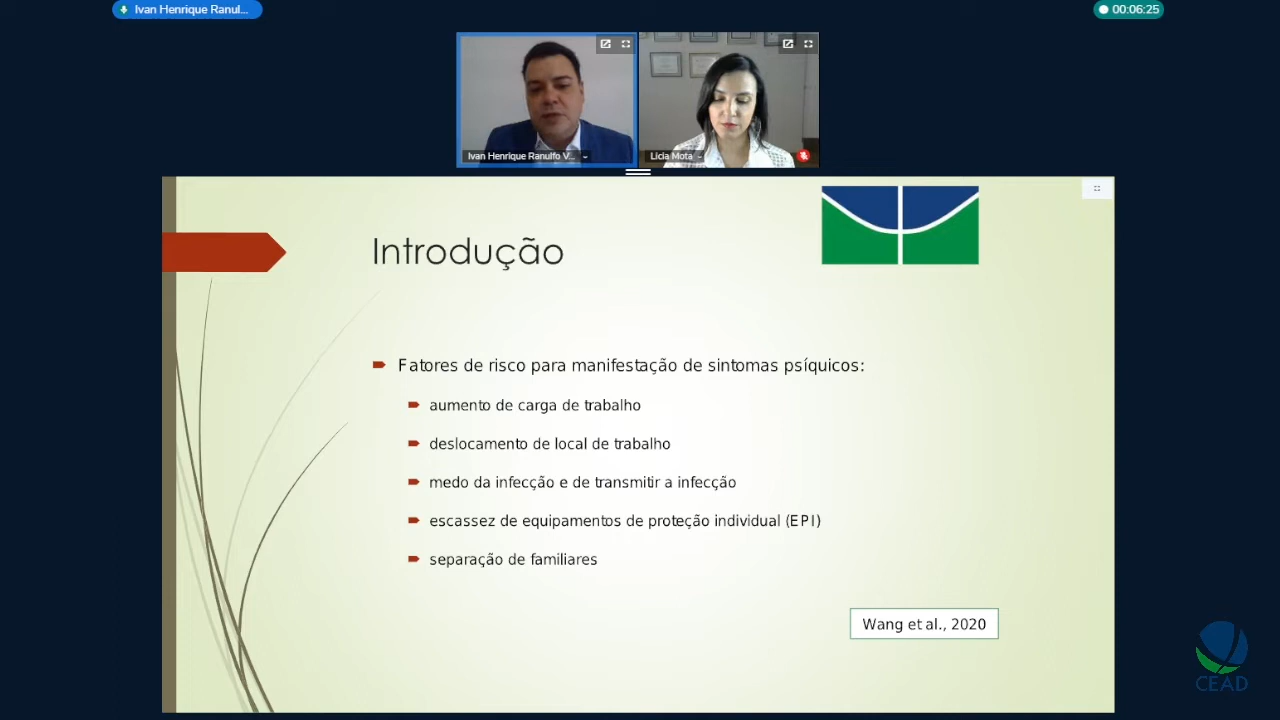 Ivan Henrique Ranul...
00:06:25
Ivan Henrique Ranulfo V...
Licia Mota
Introdução
Fatores de risco para manifestação de sintomas psíquicos:
aumento de carga de trabalho
deslocamento de local de trabalho
medo da infecção e de transmitir a infecção
escassez de equipamentos de proteção individual (EPI)
separação de familiares
Wang et al., 2020
CEAD